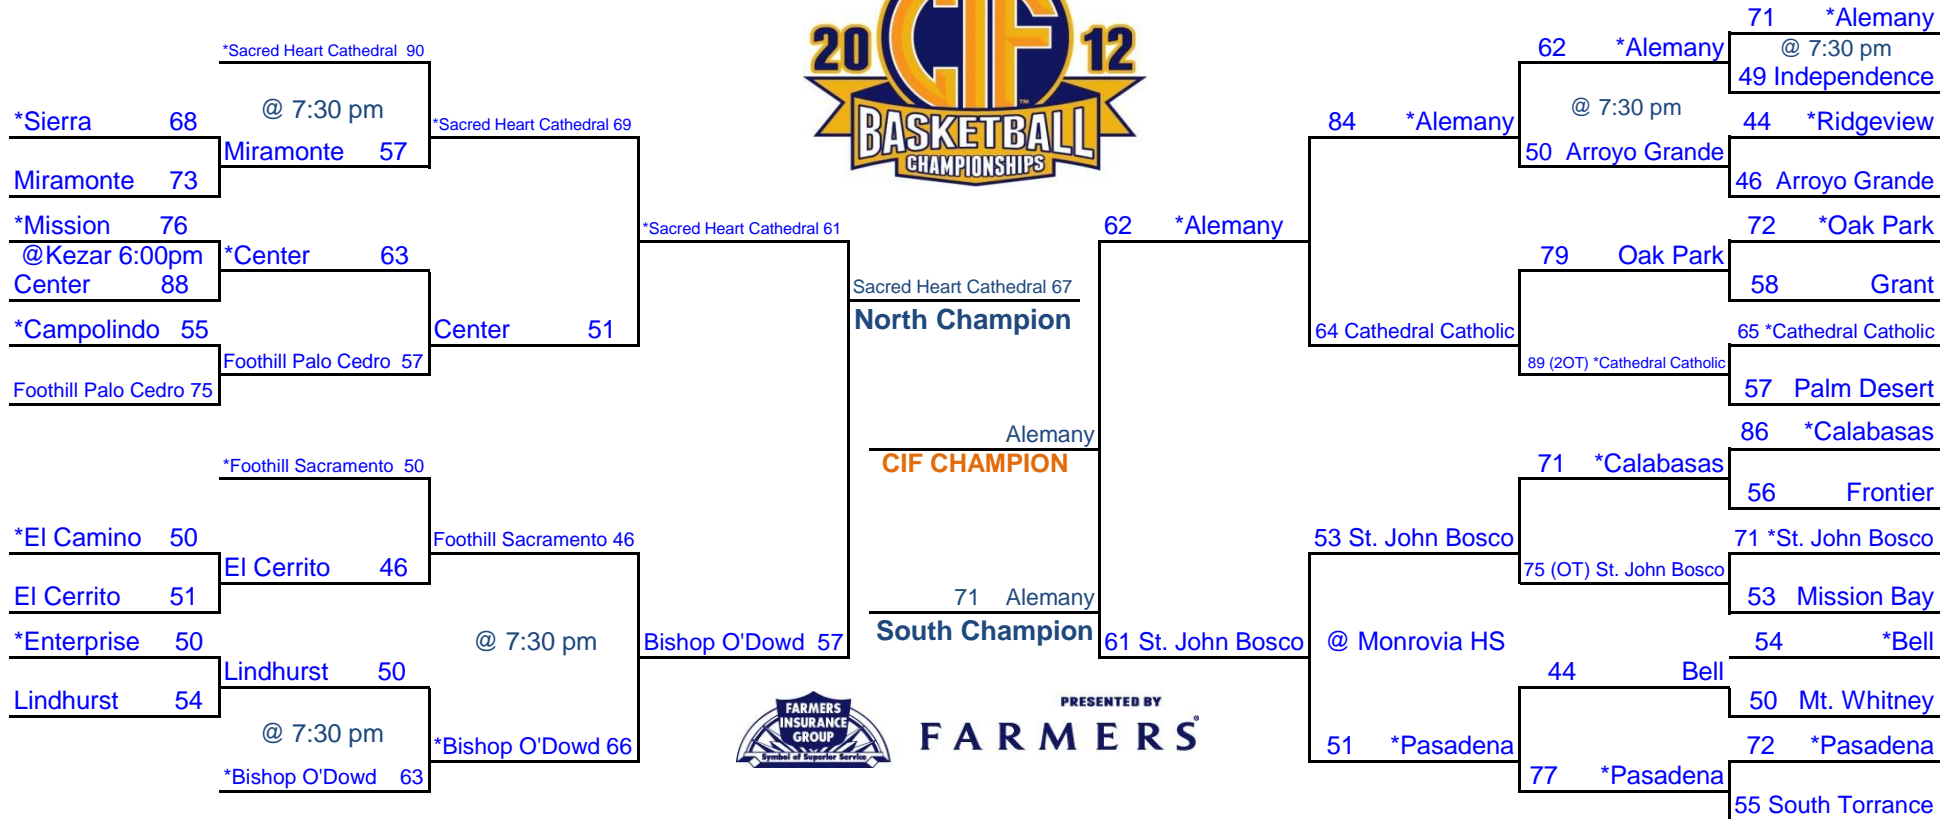 *Sacred Heart Cathedral 90
@ 7:30 pm
*Sierra 68
Miramonte 57
Miramonte 73
*Sacred Heart Cathedral 69
*Mission 76
@Kezar 6:00pm
Center 88
*Center 63
*Campolindo 55
Foothill Palo Cedro 57
Foothill Palo Cedro 75
Center 51
*Sacred Heart Cathedral 61
*Foothill Sacramento 50
*El Camino 50
El Cerrito 46
El Cerrito 51
Foothill Sacramento 46
*Enterprise 50
Lindhurst 50
Lindhurst 54
@ 7:30 pm
*Bishop O'Dowd 63
@ 7:30 pm
*Bishop O'Dowd 66
Bishop O'Dowd 57
20 CIF 12
TM
BASKETBALL
CHAMPIONSHIPS
Sacred Heart Cathedral 67
North Champion
Alemany
CIF CHAMPION
71 Alemany
South Champion
FARMERS
INSURANCE
GROUP
Symbol of Superior Service
PRESENTED BY
FARMERS®
62 *Alemany
61 St. John Bosco
84 *Alemany
64 Cathedral Catholic
53 St. John Bosco
@ Monrovia HS
51 *Pasadena
62 *Alemany
@ 7:30 pm
50 Arroyo Grande
79 Oak Park
89 (2OT) *Cathedral Catholic
71 *Calabasas
75 (OT) St. John Bosco
44 Bell
77 *Pasadena
71 *Alemany
@ 7:30 pm
49 Independence
44 *Ridgeview
46 Arroyo Grande
72 *Oak Park
58 Grant
65 *Cathedral Catholic
57 Palm Desert
86 *Calabasas
56 Frontier
71 *St. John Bosco
53 Mission Bay
54 *Bell
50 Mt. Whitney
72 *Pasadena
55 South Torrance